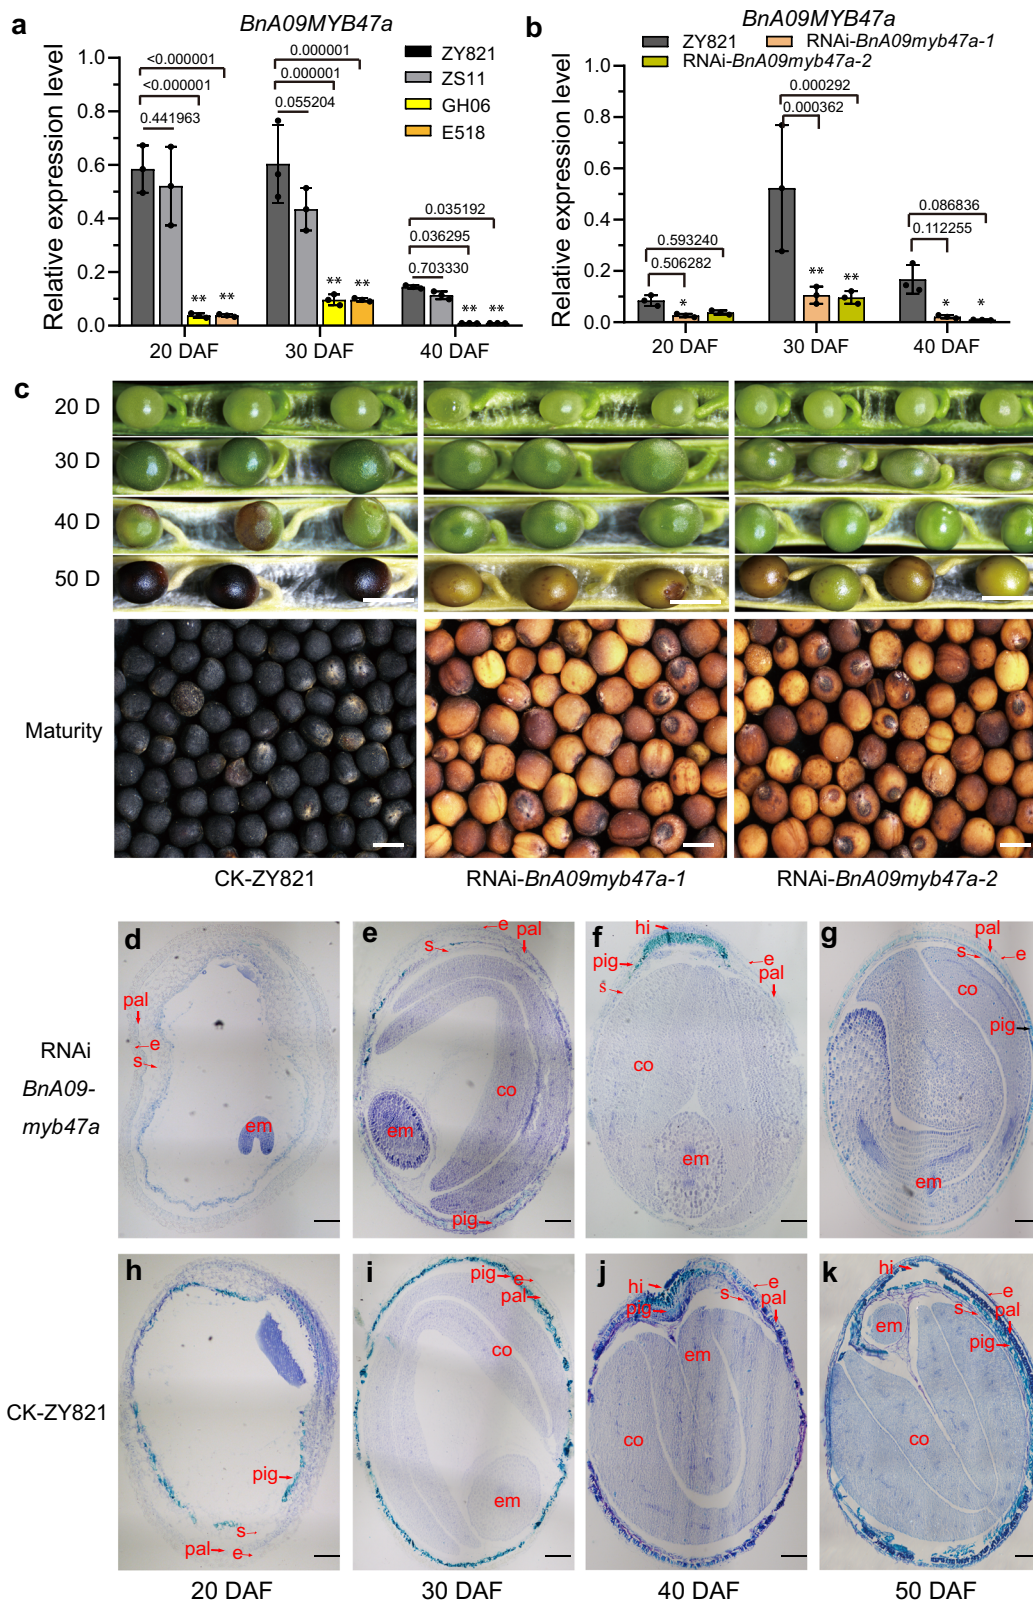 a
BnA09MYB47a
Relative expression level
1.0
0.8
0.6
0.4
0.2
0.0
<0.000001
<0.000001
0.441963
0.000001
0.000001
0.055204
0.035192
0.036295
0.703330
** **
** **
** **
ZY821
ZS11
GH06
E518
20 DAF 30 DAF 40 DAF
b
BnA09MYB47a
ZY821 RNAi-BnA09myb47a-1
RNAi-BnA09myb47a-2
Relative expression level
1.0
0.8
0.6
0.4
0.2
0.0
0.593240
0.506282
0.000292
0.000362
0.086836
0.112255
*
** **
* *
20 DAF 30 DAF 40 DAF
c
20 D
30 D
40 D
50 D
Maturity
CK-ZY821 RNAi-BnA09myb47a-1 RNAi-BnA09myb47a-2
RNAi
BnA09-
myb47a
d
pal
e
s
em
e
e
pal
s
co
em
pig
f
hi
e
pig
pal
s
co
em
g
pal
s
e
co
pig
em
CK-ZY821
h
pig
s
pal
e
i
pig
e
pal
co
em
j
hi
e
s
pig
pal
em
co
k
hi
e
s
pal
em
pig
co
20 DAF 30 DAF 40 DAF 50 DAF